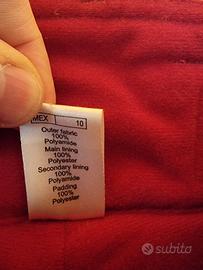 MEX 10
Outer fabric
100%
Polyamide
Main lining
100%
Polyester
Secondary lining
100%
Polyamide
Padding
100%
Polyester
subito